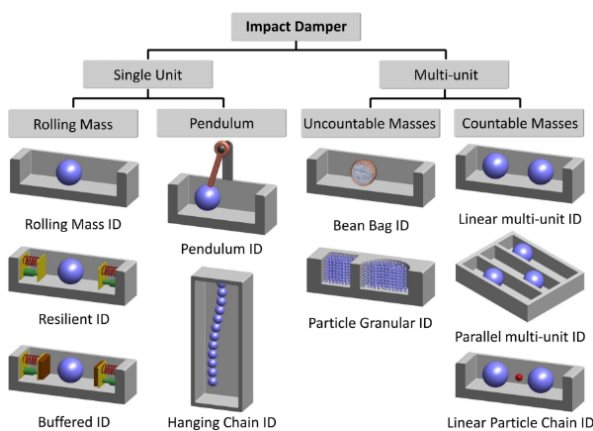 Impact Damper
Single Unit
Multi-unit
Rolling Mass
Pendulum
Uncountable Masses
Countable Masses
Rolling Mass ID
Pendulum ID
Bean Bag ID
Linear multi-unit ID
Resilient ID
Particle Granular ID
Parallel multi-unit ID
Buffered ID
Hanging Chain ID
Linear Particle Chain ID